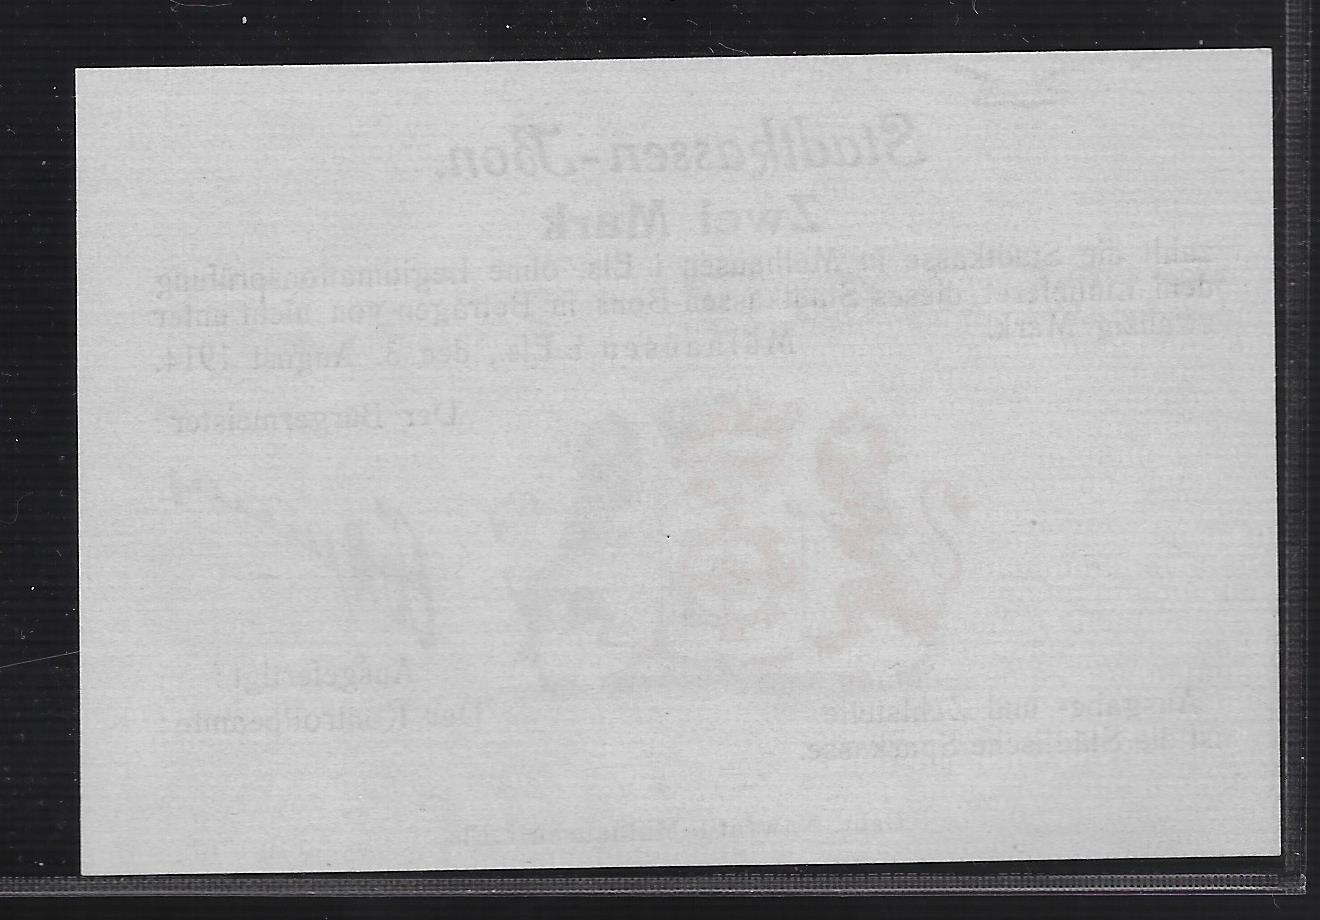 Stadtkassen-Bon.
Zwei Mark
zahlt die Stadtkasse in Mülhausen i. Els. ohne Legitimationsprüfung
dem Einlieferer dieses Stadtkassen-Bons in Beträgen von nicht unter
zwanzig Mark.
Mülhausen i. Els., den 3. August 1914.
Der Bürgermeister:
Ausgefertigt:
Der Kontrollbeamte:
Ausgabe- und Zahlstelle
ist die Städtische Sparkasse.